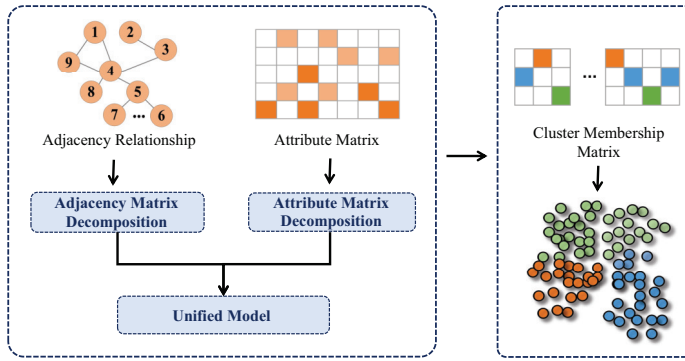 1
2
3
9
4
8
5
7
...
6
Adjacency Relationship
Attribute Matrix
Adjacency Matrix
Decomposition
Attribute Matrix
Decomposition
Unified Model
...
Cluster Membership
Matrix